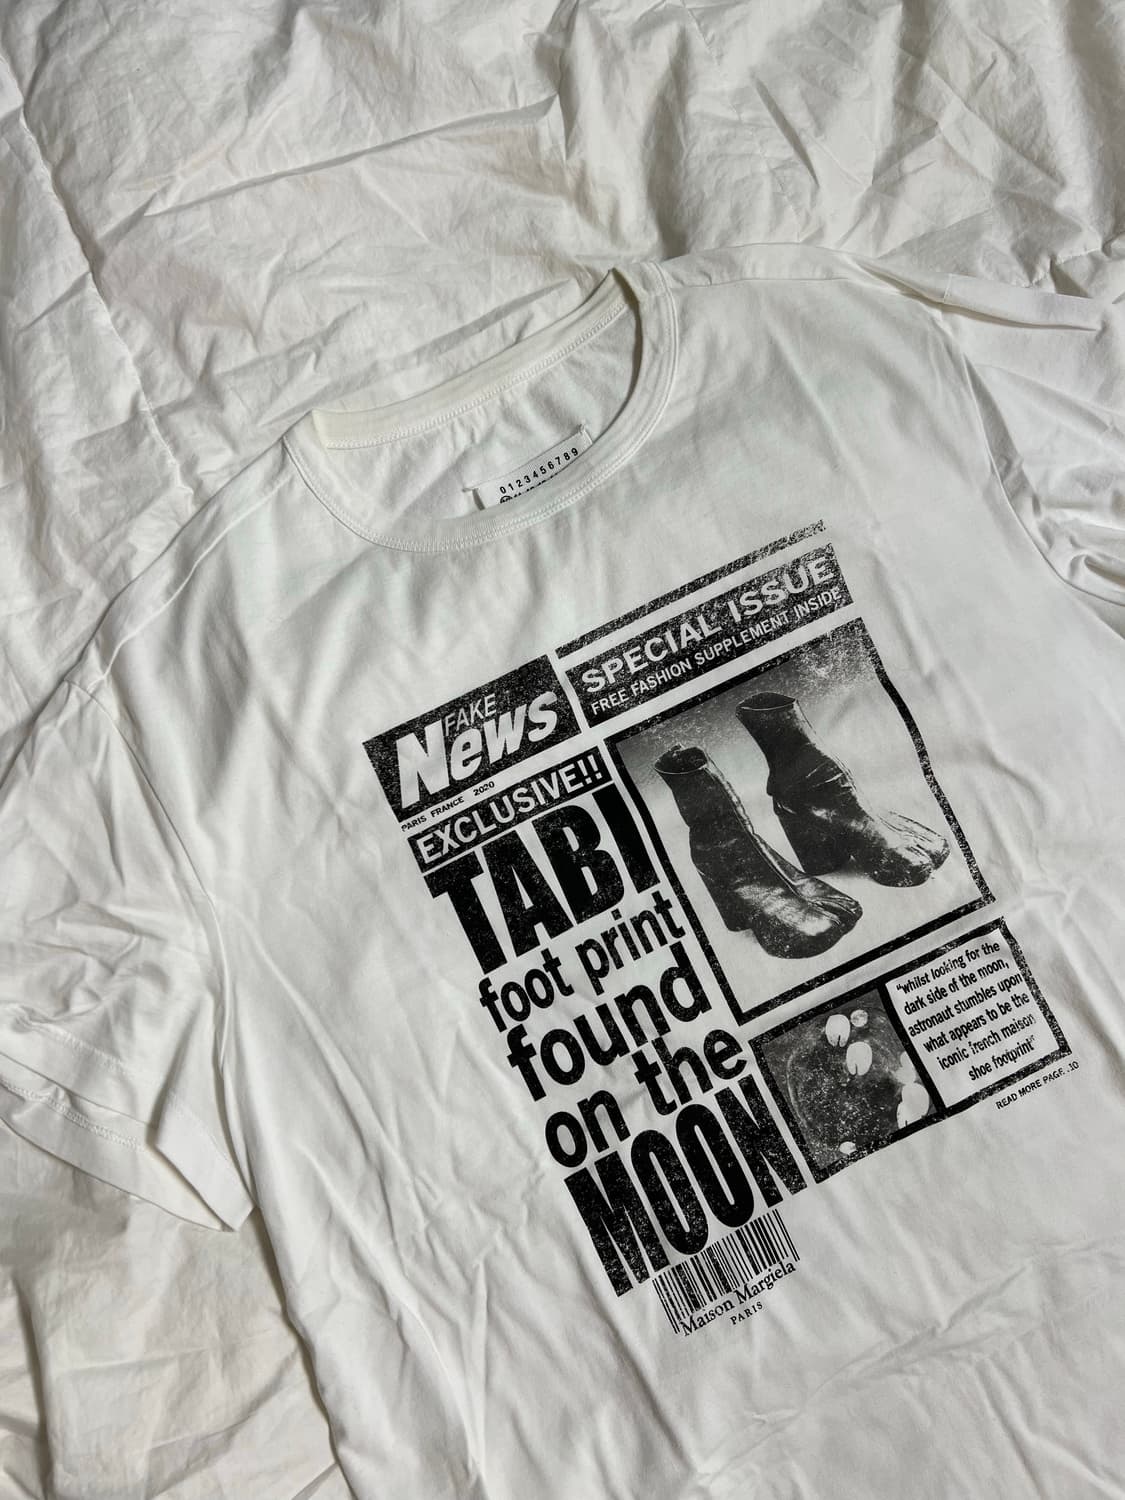 0123456789
SPECIAL ISSUE
FREE FASHION SUPPLEMENT INSIDE
FAKE
News
PARIS FRANCE 2020
EXCLUSIVE!!
TABI
foot print
found
on the
MOON
"whilst looking for the
dark side of the moon,
astronaut stumbles upon
what appears to be the
iconic french maison
shoe footprint"
READ MORE PAGE. .10
Maison Margiela
PARIS